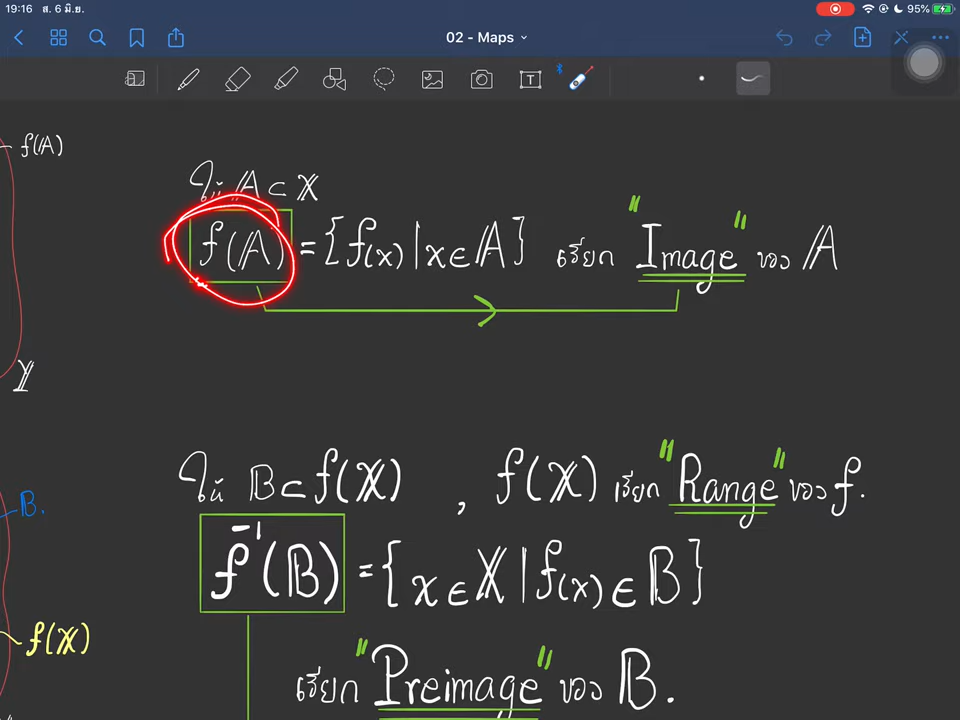 19:16 ส. 6 มิ.ย. 95%
02 - Maps
T
f(𝔸)
ให้ 𝔸⊂𝕏
f(𝔸) = {f(x) | x∈𝔸} เรียก "Image" ของ 𝔸
𝕐
ให้ 𝔹⊂f(𝕏) , f(𝕏) เรียก "Range" ของ f.
𝔹.
f⁻¹(𝔹) = {x∈𝕏 | f(x)∈𝔹}
f(𝕏)
เรียก "Preimage" ของ 𝔹.